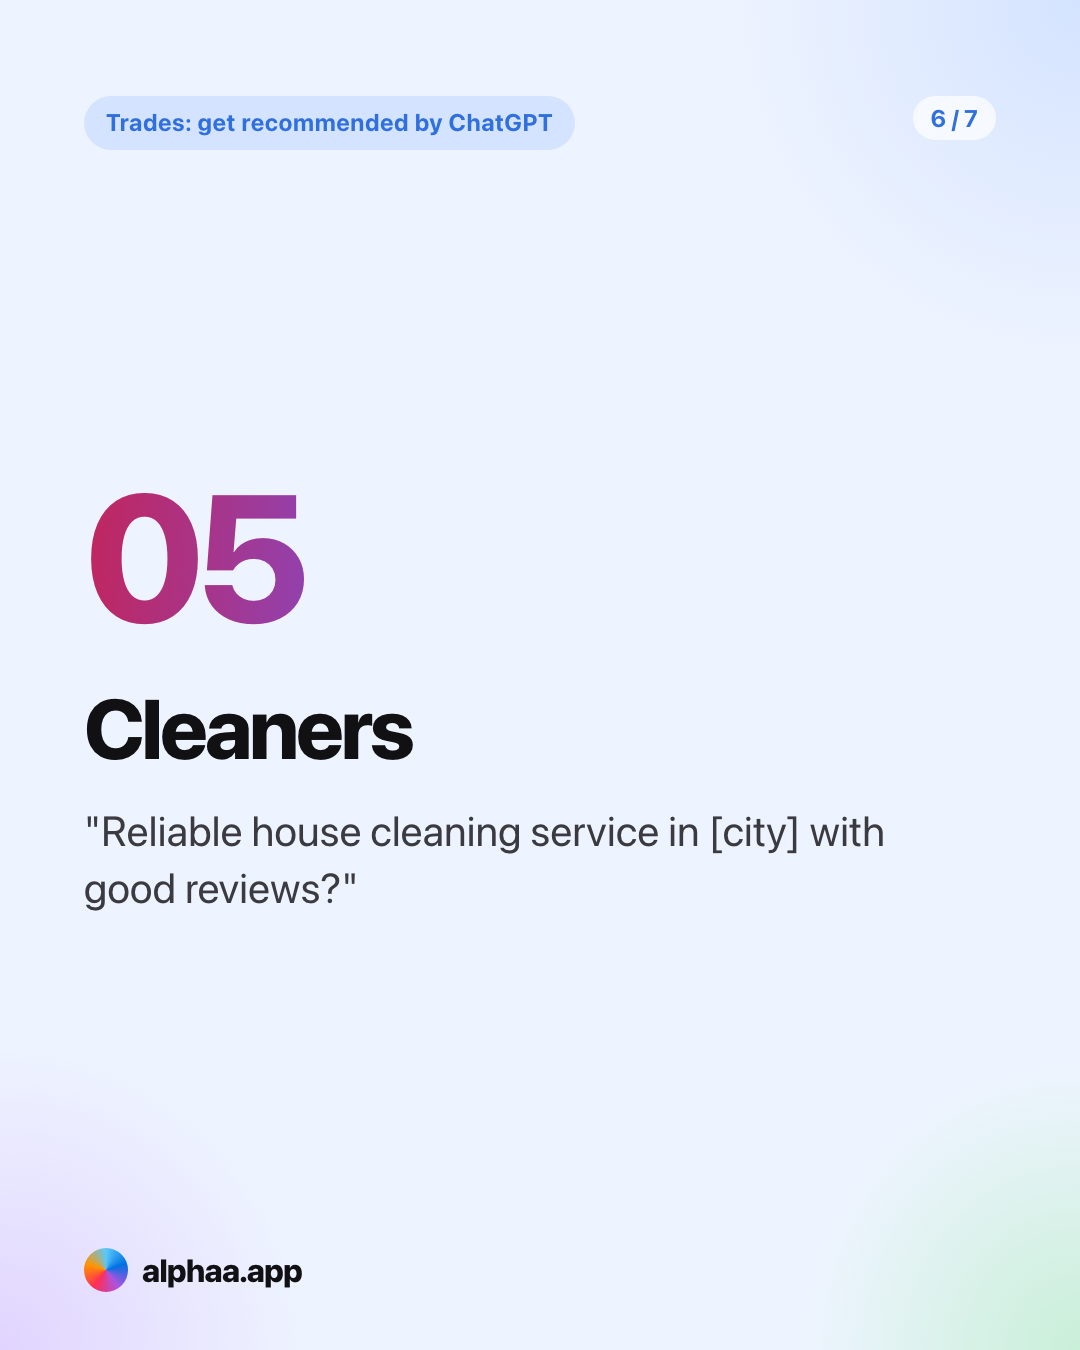 Trades: get recommended by ChatGPT
6 / 7
05
Cleaners
"Reliable house cleaning service in [city] with
good reviews?"
alphaa.app